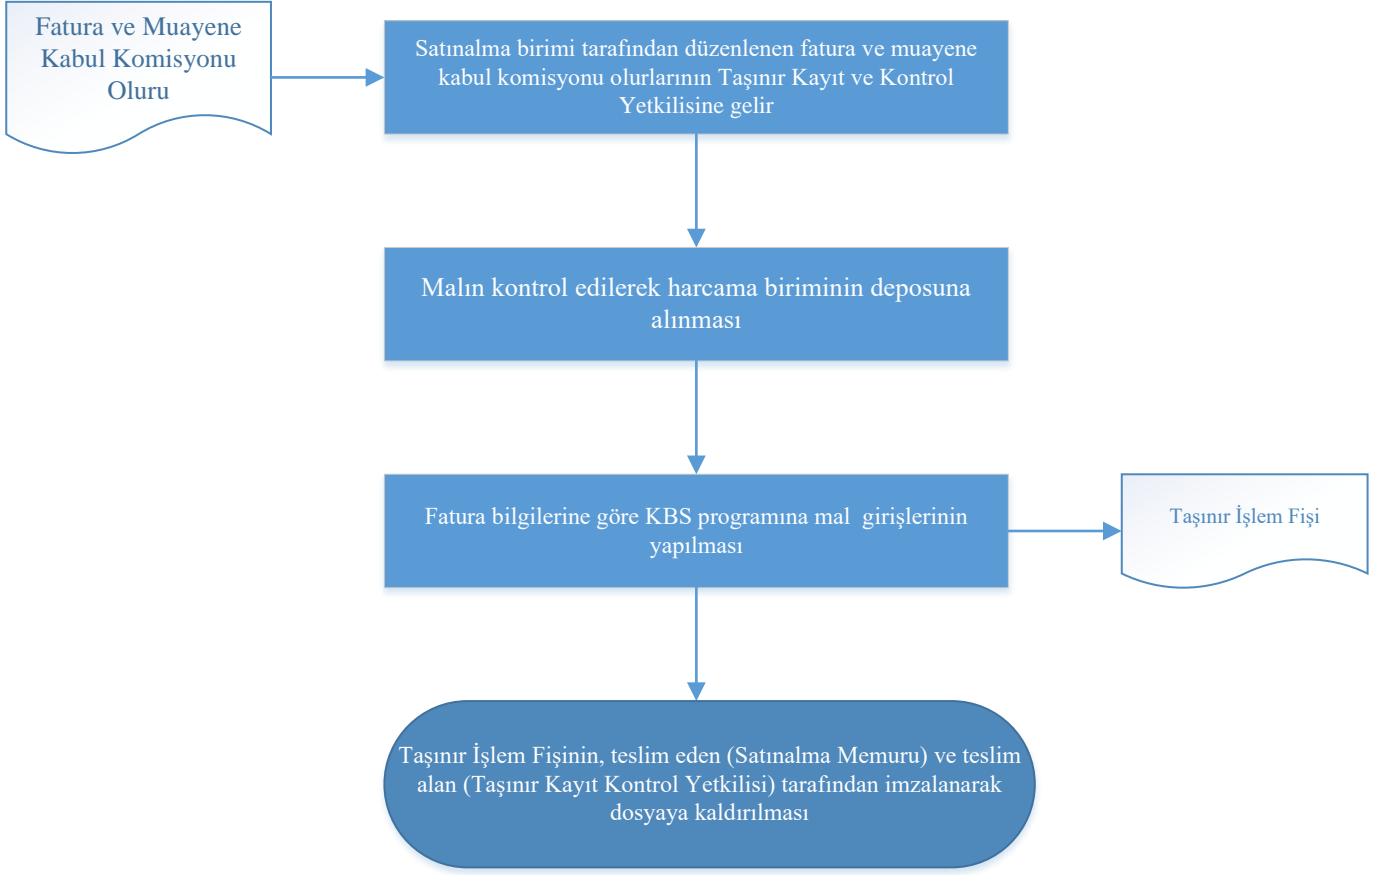 Fatura ve Muayene
Kabul Komisyonu
Oluru
Satınalma birimi tarafından düzenlenen fatura ve muayene
kabul komisyonu olurlarının Taşınır Kayıt ve Kontrol
Yetkilisine gelir
Malın kontrol edilerek harcama biriminin deposuna
alınması
Fatura bilgilerine göre KBS programına mal  girişlerinin
yapılması
Taşınır İşlem Fişi
Taşınır İşlem Fişinin, teslim eden (Satınalma Memuru) ve teslim
alan (Taşınır Kayıt Kontrol Yetkilisi) tarafından imzalanarak
dosyaya kaldırılması